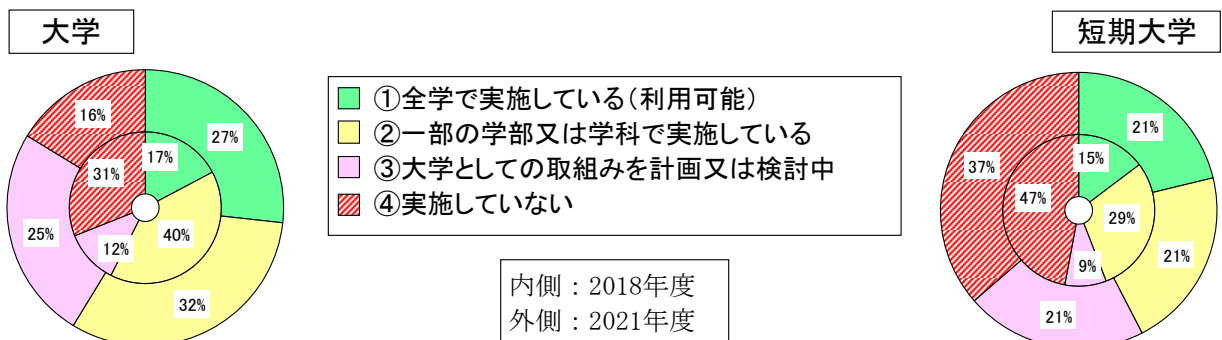 大学
短期大学
①全学で実施している(利用可能)
②一部の学部又は学科で実施している
③大学としての取組みを計画又は検討中
④実施していない
内側：2018年度
外側：2021年度
16%
27%
17%
31%
25%
12%
40%
32%
21%
37%
15%
47%
29%
9%
21%
21%